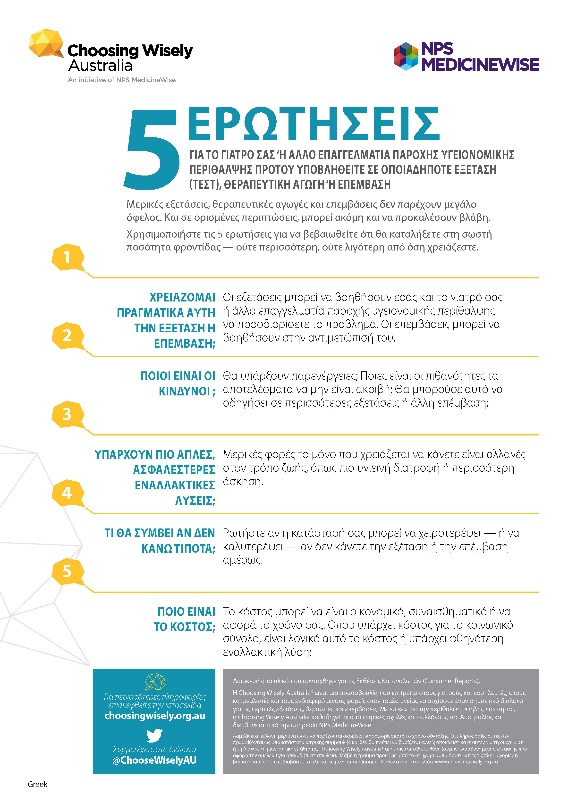 Choosing Wisely
Australia
An initiative of NPS MedicineWise
NPS
MEDICINEWISE
5 ΕΡΩΤΗΣΕΙΣ
ΓΙΑ ΤΟ ΓΙΑΤΡΟ ΣΑΣ Ή ΑΛΛΟ ΕΠΑΓΓΕΛΜΑΤΙΑ ΠΑΡΟΧΗΣ ΥΓΕΙΟΝΟΜΙΚΗΣ
ΠΕΡΙΘΑΛΨΗΣ ΠΡΟΤΟΥ ΥΠΟΒΛΗΘΕΙΤΕ ΣΕ ΟΠΟΙΑΔΗΠΟΤΕ ΕΞΕΤΑΣΗ
(ΤΕΣΤ), ΘΕΡΑΠΕΥΤΙΚΗ ΑΓΩΓΗ Ή ΕΠΕΜΒΑΣΗ
Μερικές εξετάσεις, θεραπευτικές αγωγές και επεμβάσεις δεν παρέχουν μεγάλο
όφελος. Και σε ορισμένες περιπτώσεις, μπορεί ακόμη και να προκαλέσουν βλάβη.
Χρησιμοποιήστε τις 5 ερωτήσεις για να βεβαιωθείτε ότι θα καταλήξετε στη σωστή
ποσότητα φροντίδας — ούτε περισσότερη, ούτε λιγότερη από όση χρειάζεστε.
1
ΧΡΕΙΑΖΟΜΑΙ
ΠΡΑΓΜΑΤΙΚΑ ΑΥΤΗ
ΤΗΝ ΕΞΕΤΑΣΗ Η
ΕΠΕΜΒΑΣΗ;
Οι εξετάσεις μπορεί να βοηθήσουν εσάς και το γιατρό σας
ή άλλο επαγγελματία παροχής υγειονομικής περίθαλψης
να προσδιορίσετε το πρόβλημα. Οι επεμβάσεις μπορεί να
βοηθήσουν στην αντιμετώπισή του.
2
ΠΟΙΟΙ ΕΙΝΑΙ ΟΙ
ΚΙΝΔΥΝΟΙ ;
Θα υπάρξουν παρενέργειες; Ποιες είναι οι πιθανότητες τα
αποτελέσματα να μην είναι ακριβή; Θα μπορούσε αυτό να
οδηγήσει σε περισσότερες εξετάσεις ή άλλη επέμβαση;
3
ΥΠΑΡΧΟΥΝ ΠΙΟ ΑΠΛΕΣ,
ΑΣΦΑΛΕΣΤΕΡΕΣ
ΕΝΑΛΛΑΚΤΙΚΕΣ
ΛΥΣΕΙΣ;
Μερικές φορές το μόνο που χρειάζεται να κάνετε είναι αλλαγές
στον τρόπο ζωής, όπως πιο υγιεινή διατροφή ή περισσότερη
άσκηση.
4
ΤΙ ΘΑ ΣΥΜΒΕΙ ΑΝ ΔΕΝ
ΚΑΝΩ ΤΙΠΟΤΑ;
Ρωτήστε αν η κατάστασή σας μπορεί να χειροτερέψει — ή να
καλυτερέψει — αν δεν κάνετε την εξέταση ή την επέμβαση
αμέσως.
5
ΠΟΙΟ ΕΙΝΑΙ
ΤΟ ΚΟΣΤΟΣ;
Το κόστος μπορεί να είναι οικονομικό, συναισθηματικό ή να
αφορά το χρόνο σας. Όπου υπάρχει κόστος για το κοινωνικό
σύνολο, είναι λογικό αυτό το κόστος ή υπάρχει φθηνότερη
εναλλακτική λύση;
Για περισσότερες πληροφορίες
επισκεφθείτε την ιστοσελίδα
choosingwisely.org.au
@ChooseWiselyAU
Greek